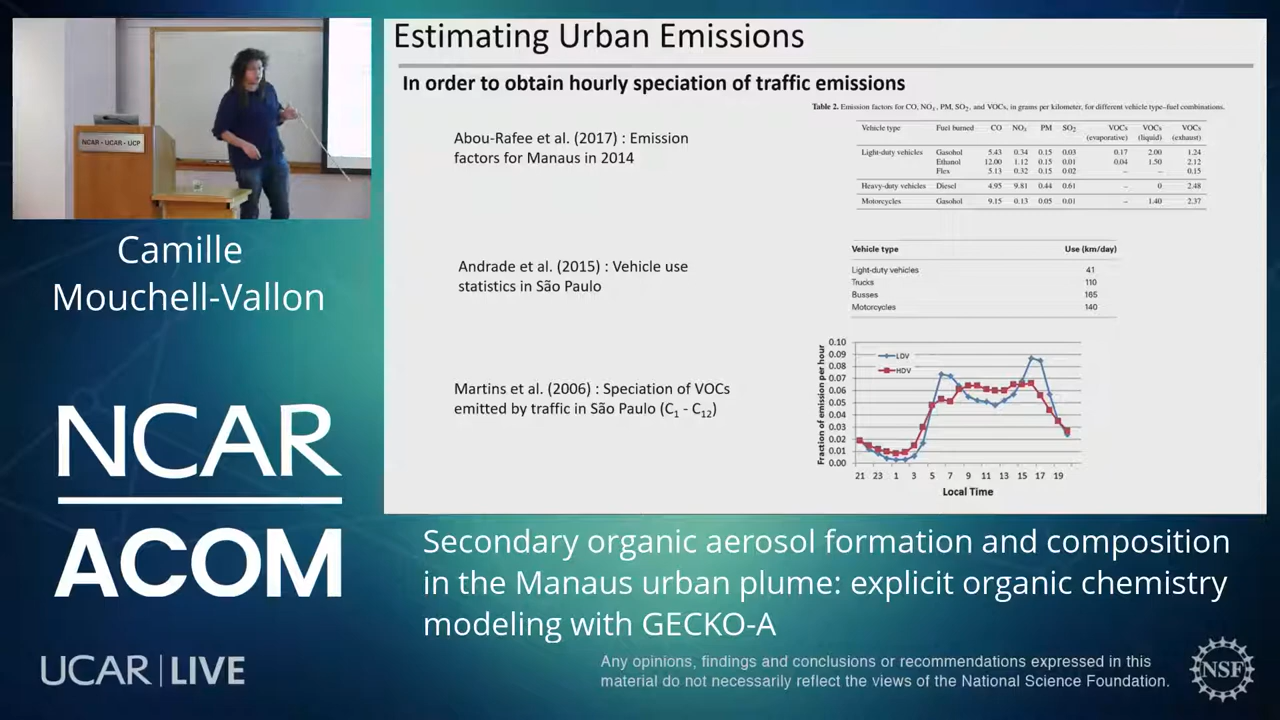 Estimating Urban Emissions
In order to obtain hourly speciation of traffic emissions
Abou-Rafee et al. (2017) : Emission
factors for Manaus in 2014
Table 2. Emission factors for CO, NOx, PM, SO2, and VOCs, in grams per kilometer, for different vehicle type–fuel combinations.
Vehicle type Fuel burned CO NOx PM SO2 VOCs VOCs VOCs
(evaporative) (liquid) (exhaust)
Light-duty vehicles Gasohol 5.43 0.34 0.15 0.03 0.17 2.00 1.24
Ethanol 12.00 1.12 0.15 0.01 0.04 1.50 2.12
Flex 5.13 0.32 0.15 0.02 – – 0.15
Heavy-duty vehicles Diesel 4.95 9.81 0.44 0.61 – 0 2.48
Motorcycles Gasohol 9.15 0.13 0.05 0.01 – 1.40 2.37
Andrade et al. (2015) : Vehicle use
statistics in São Paulo
Vehicle type Use (km/day)
Light-duty vehicles 41
Trucks 110
Busses 165
Motorcycles 140
Martins et al. (2006) : Speciation of VOCs
emitted by traffic in São Paulo (C1 - C12)
Fraction of emission per hour
0.10
0.09
0.08
0.07
0.06
0.05
0.04
0.03
0.02
0.01
0.00
LDV
HDV
21 23 1 3 5 7 9 11 13 15 17 19
Local Time
NCAR - UCAR - UCP
Camille
Mouchell-Vallon
NCAR
ACOM
UCAR | LIVE
Secondary organic aerosol formation and composition
in the Manaus urban plume: explicit organic chemistry
modeling with GECKO-A
Any opinions, findings and conclusions or recommendations expressed in this
material do not necessarily reflect the views of the National Science Foundation.
NSF